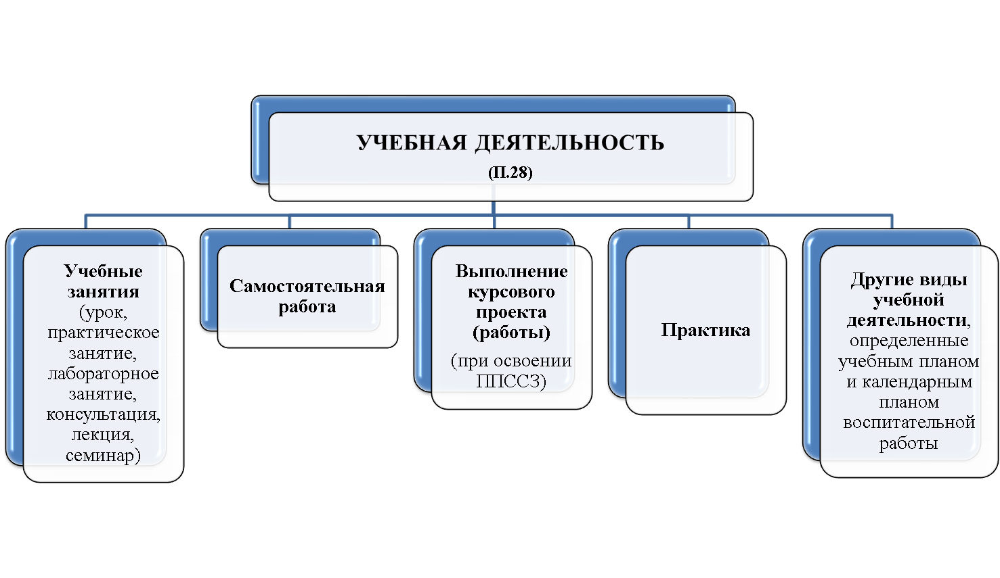 УЧЕБНАЯ ДЕЯТЕЛЬНОСТЬ
(П.28)
Учебные
занятия
(урок,
практическое
занятие,
лабораторное
занятие,
консультация,
лекция,
семинар)
Самостоятельная
работа
Выполнение
курсового
проекта
(работы)
(при освоении
ППССЗ)
Практика
Другие виды
учебной
деятельности,
определенные
учебным планом
и календарным
планом
воспитательной
работы